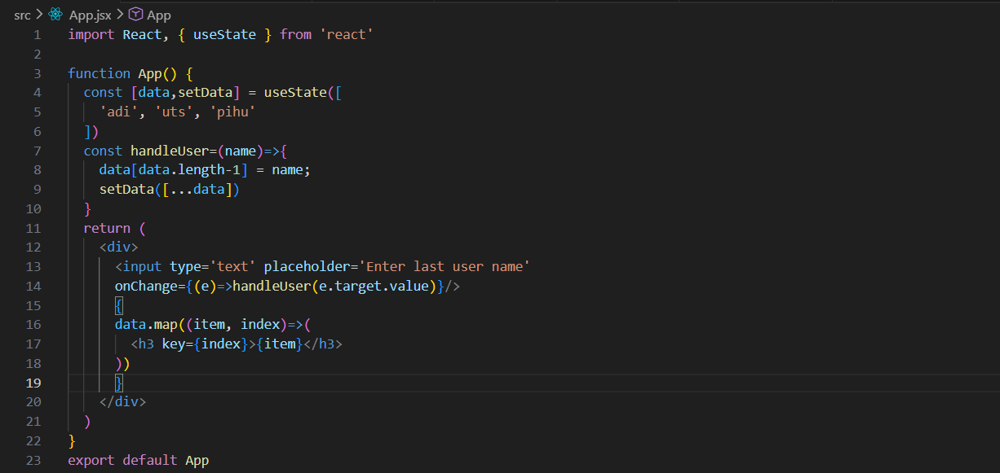 src > App.jsx > App
1 import React, { useState } from 'react'
2
3 function App() {
4   const [data,setData] = useState([
5     'adi', 'uts', 'pihu'
6   ])
7   const handleUser=(name)=>{
8     data[data.length-1] = name;
9     setData([...data])
10   }
11   return (
12     <div>
13       <input type='text' placeholder='Enter last user name'
14       onChange={(e)=>handleUser(e.target.value)}/>
15       {
16       data.map((item, index)=>(
17         <h3 key={index}>{item}</h3>
18       ))
19       }
20     </div>
21   )
22 }
23 export default App